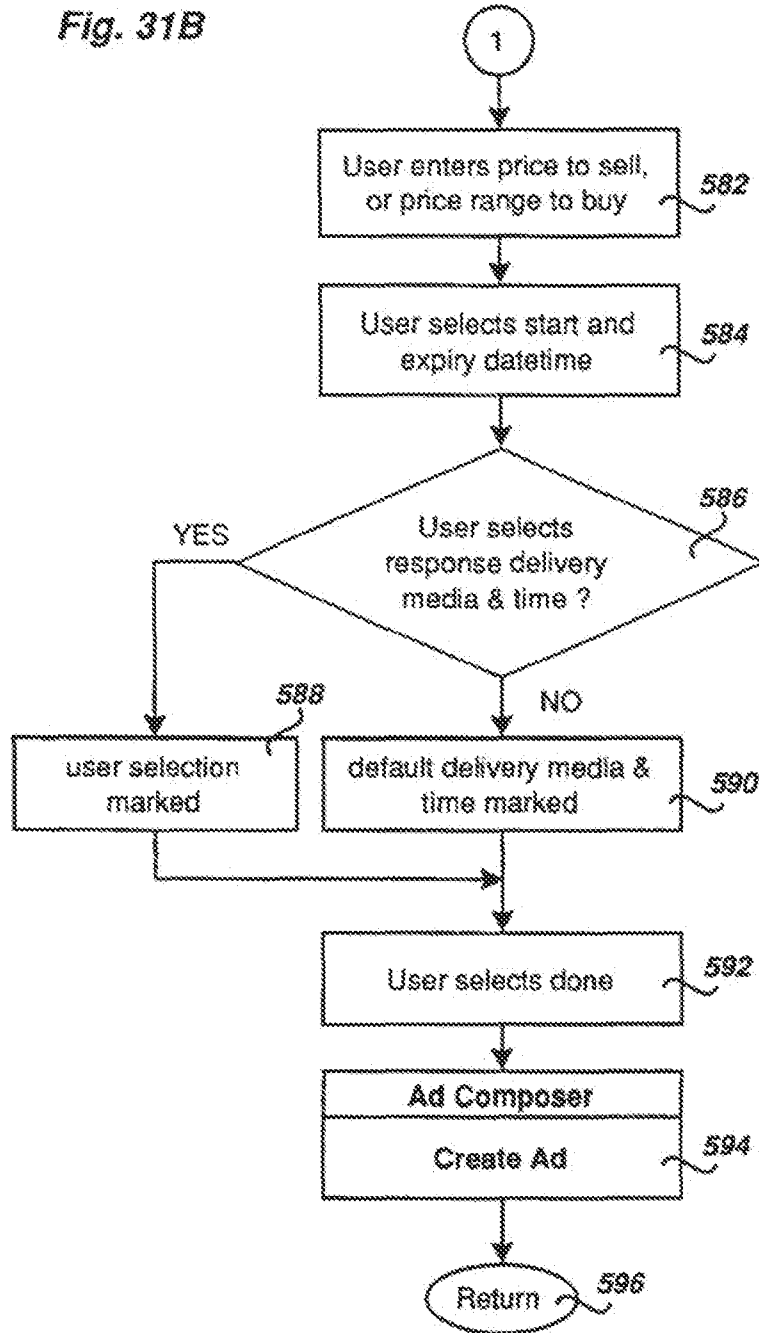 Fig. 31B
1
User enters price to sell,
or price range to buy
582
User selects start and
expiry datetime
584
User selects
response delivery
media & time ?
586
YES
NO
588
user selection
marked
default delivery media &
time marked
590
User selects done
592
Ad Composer
Create Ad
594
Return
596